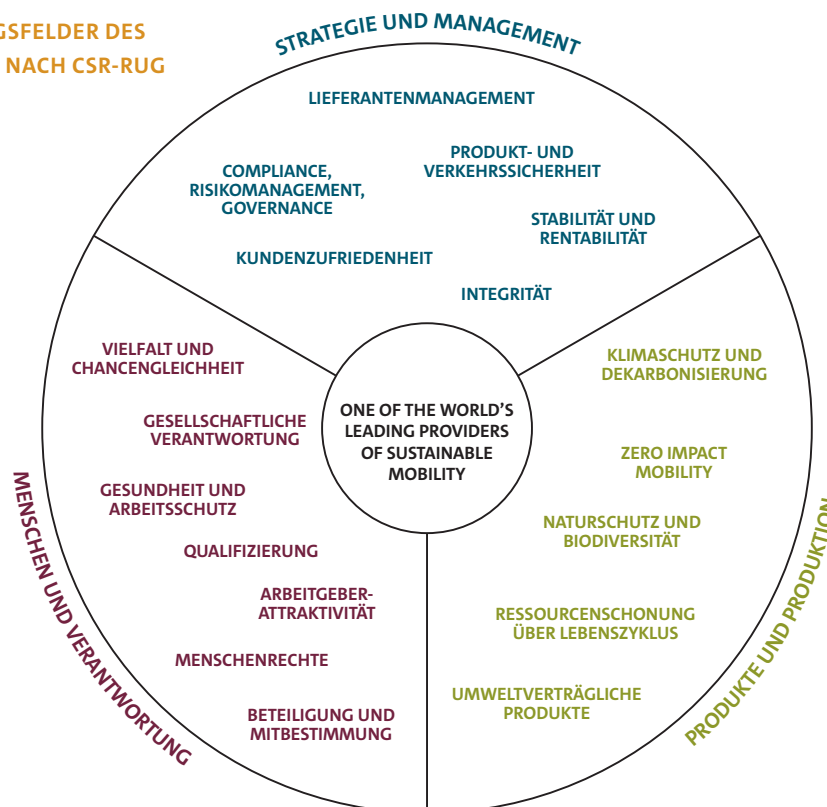 GSFELDER DES
NACH CSR-RUG
STRATEGIE UND MANAGEMENT
LIEFERANTENMANAGEMENT
PRODUKT- UND
VERKEHRSSICHERHEIT
COMPLIANCE,
RISIKOMANAGEMENT,
GOVERNANCE
STABILITÄT UND
RENTABILITÄT
KUNDENZUFRIEDENHEIT
INTEGRITÄT
VIELFALT UND
CHANCENGLEICHHEIT
GESELLSCHAFTLICHE
VERANTWORTUNG
GESUNDHEIT UND
ARBEITSSCHUTZ
QUALIFIZIERUNG
ARBEITGEBER-
ATTRAKTIVITÄT
MENSCHENRECHTE
BETEILIGUNG UND
MITBESTIMMUNG
MENSCHEN UND VERANTWORTUNG
ONE OF THE WORLD'S
LEADING PROVIDERS
OF SUSTAINABLE
MOBILITY
KLIMASCHUTZ UND
DEKARBONISIERUNG
ZERO IMPACT
MOBILITY
NATURSCHUTZ UND
BIODIVERSITÄT
RESSOURCENSCHONUNG
ÜBER LEBENSZYKLUS
UMWELTVERTRÄGLICHE
PRODUKTE
PRODUKTE UND PRODUKTION